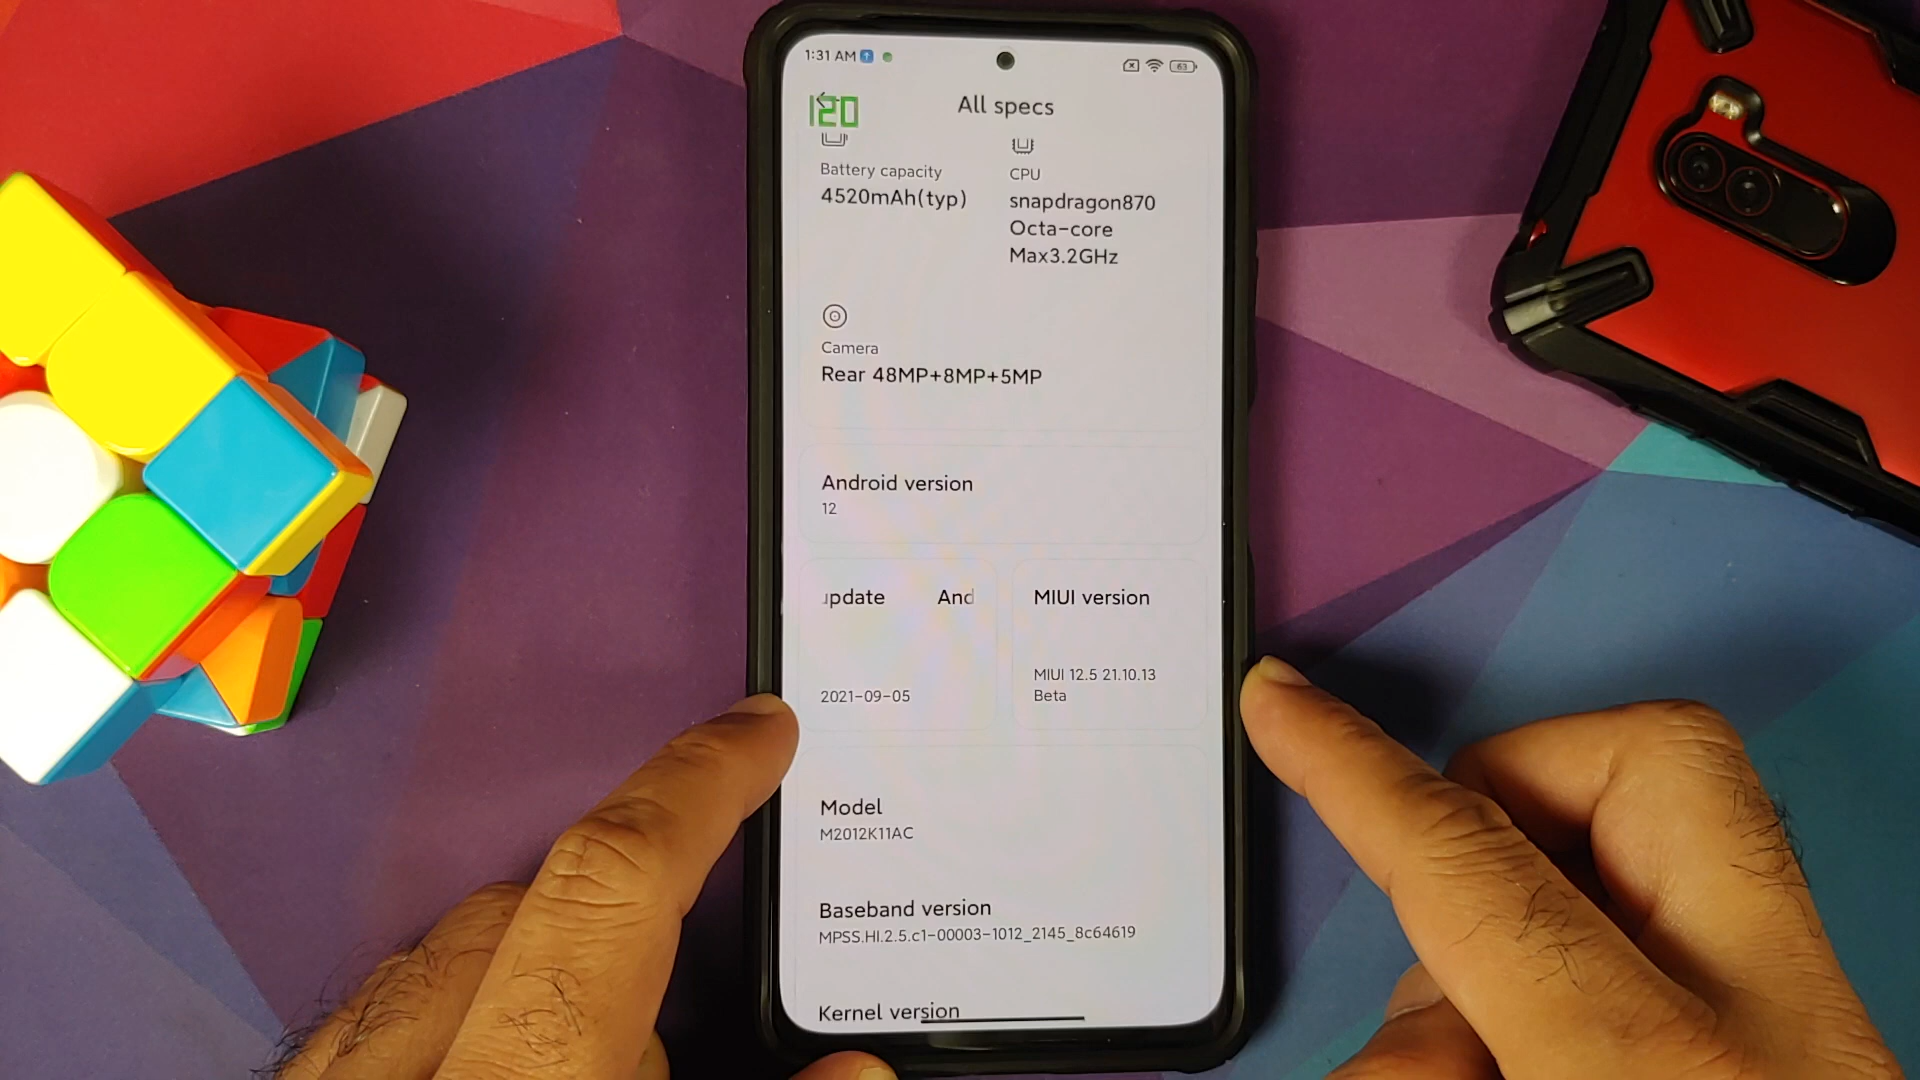 1:31 AM
63
120
All specs
Battery capacity
4520mAh(typ)
CPU
snapdragon870
Octa-core
Max3.2GHz
Camera
Rear 48MP+8MP+5MP
Android version
12
update And
2021-09-05
MIUI version
MIUI 12.5 21.10.13
Beta
Model
M2012K11AC
Baseband version
MPSS.HI.2.5.c1-00003-1012_2145_8c64619
Kernel version